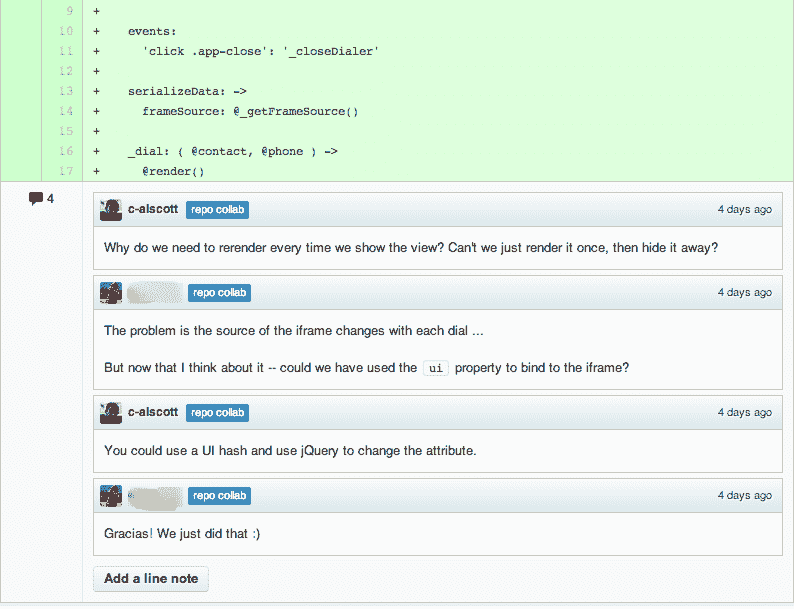 9 +
10 + events:
11 + 'click .app-close': '_closeDialer'
12 +
13 + serializeData: ->
14 + frameSource: @_getFrameSource()
15 +
16 + _dial: ( @contact, @phone ) ->
17 + @render()
4
c-alscott repo collab 4 days ago
Why do we need to rerender every time we show the view? Can't we just render it once, then hide it away?
repo collab 4 days ago
The problem is the source of the iframe changes with each dial ...
But now that I think about it -- could we have used the ui property to bind to the iframe?
c-alscott repo collab 4 days ago
You could use a UI hash and use jQuery to change the attribute.
repo collab 4 days ago
Gracias! We just did that :)
Add a line note